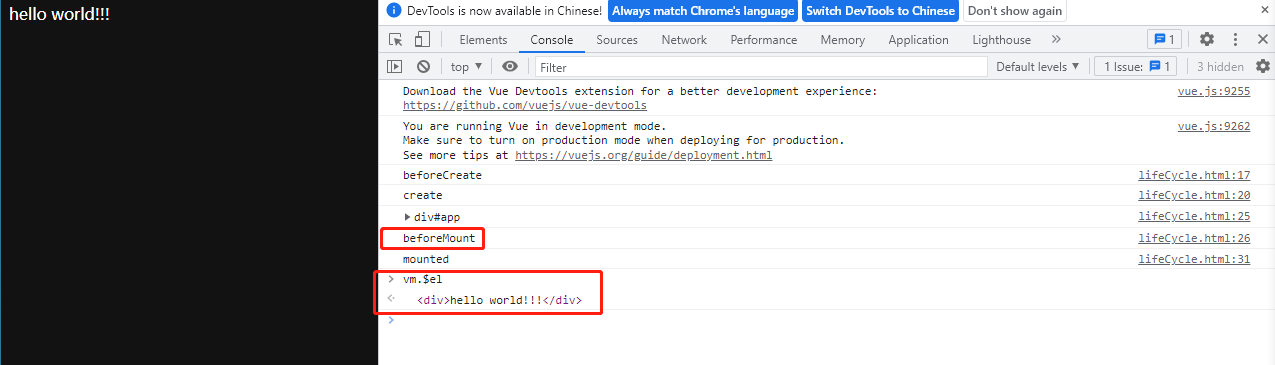 hello world!!!
DevTools is now available in Chinese! Always match Chrome's language Switch DevTools to Chinese Don't show again
Elements Console Sources Network Performance Memory Application Lighthouse » 1
top ▼ Filter Default levels ▼ 1 Issue: 1 3 hidden
Download the Vue Devtools extension for a better development experience: vue.js:9255
https://github.com/vuejs/vue-devtools
You are running Vue in development mode. vue.js:9262
Make sure to turn on production mode when deploying for production.
See more tips at https://vuejs.org/guide/deployment.html
beforeCreate lifeCycle.html:17
create lifeCycle.html:20
div#app lifeCycle.html:25
beforeMount lifeCycle.html:26
mounted lifeCycle.html:31
vm.$el
<div>hello world!!!</div>